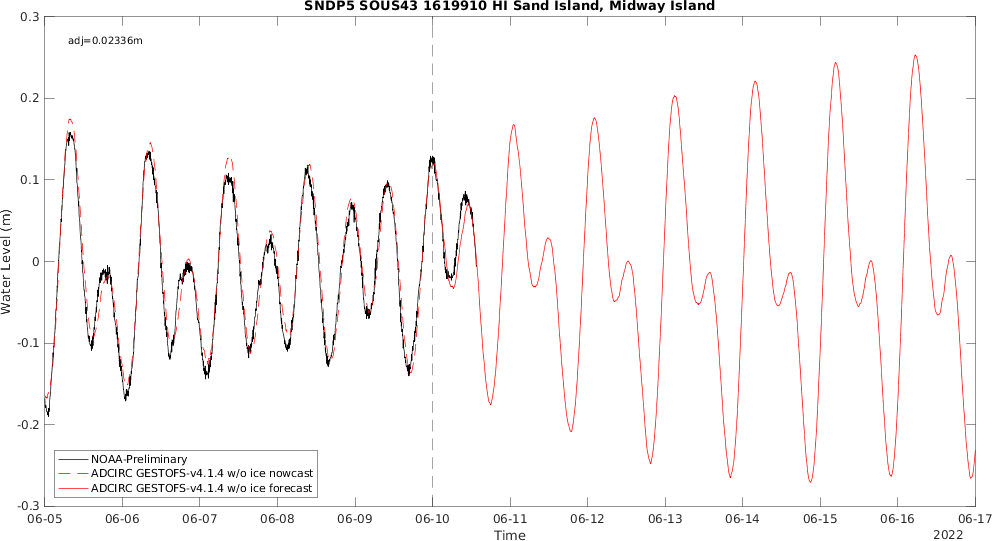 SNDP5 SOUS43 1619910 HI Sand Island, Midway Island
0.3
adj=0.02336m
0.2
0.1
0
-0.1
-0.2
-0.3
Water Level (m)
NOAA-Preliminary
ADCIRC GESTOFS-v4.1.4 w/o ice nowcast
ADCIRC GESTOFS-v4.1.4 w/o ice forecast
06-05 06-06 06-07 06-08 06-09 06-10 06-11 06-12 06-13 06-14 06-15 06-16 06-17
Time
2022